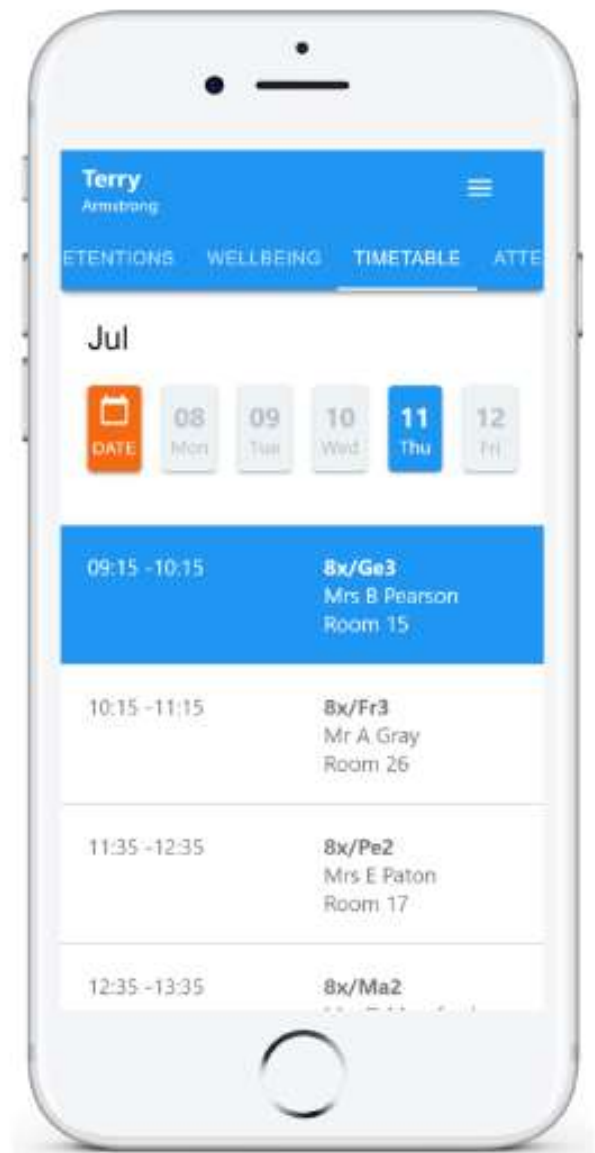 Terry
Armstrong
ETENTIONS WELLBEING TIMETABLE ATTE
Jul
DATE 08 Mon 09 Tue 10 Wed 11 Thu 12 Fri
09:15 -10:15 8x/Ge3
Mrs B Pearson
Room 15
10:15 -11:15 8x/Fr3
Mr A Gray
Room 26
11:35 -12:35 8x/Pe2
Mrs E Paton
Room 17
12:35 -13:35 8x/Ma2